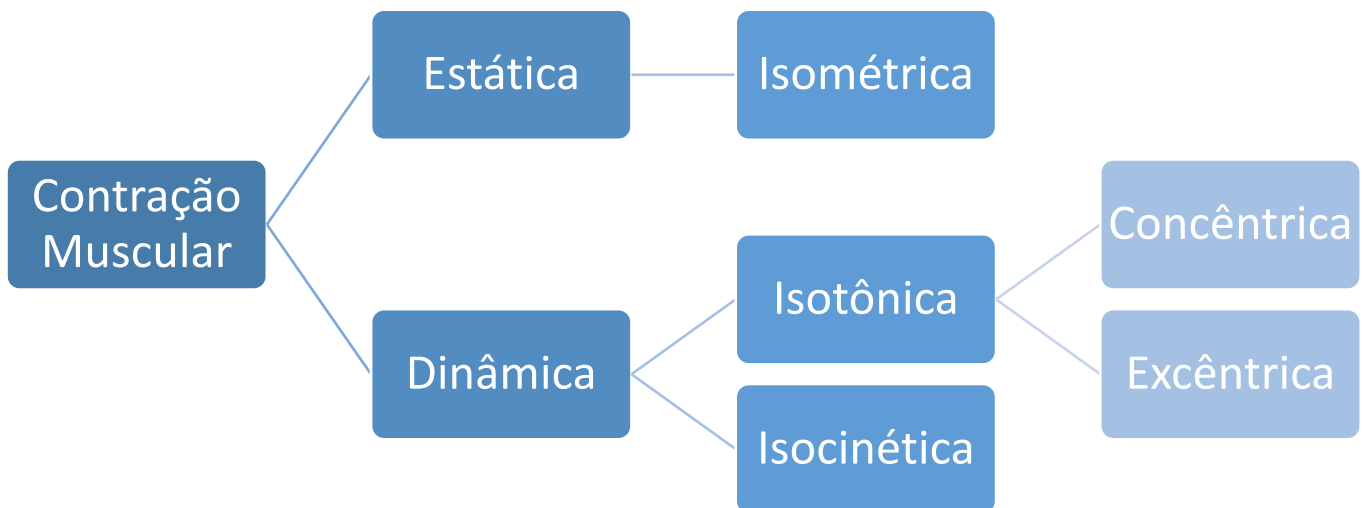 Contração
Muscular
Estática
Isométrica
Dinâmica
Isotônica
Concêntrica
Excêntrica
Isocinética